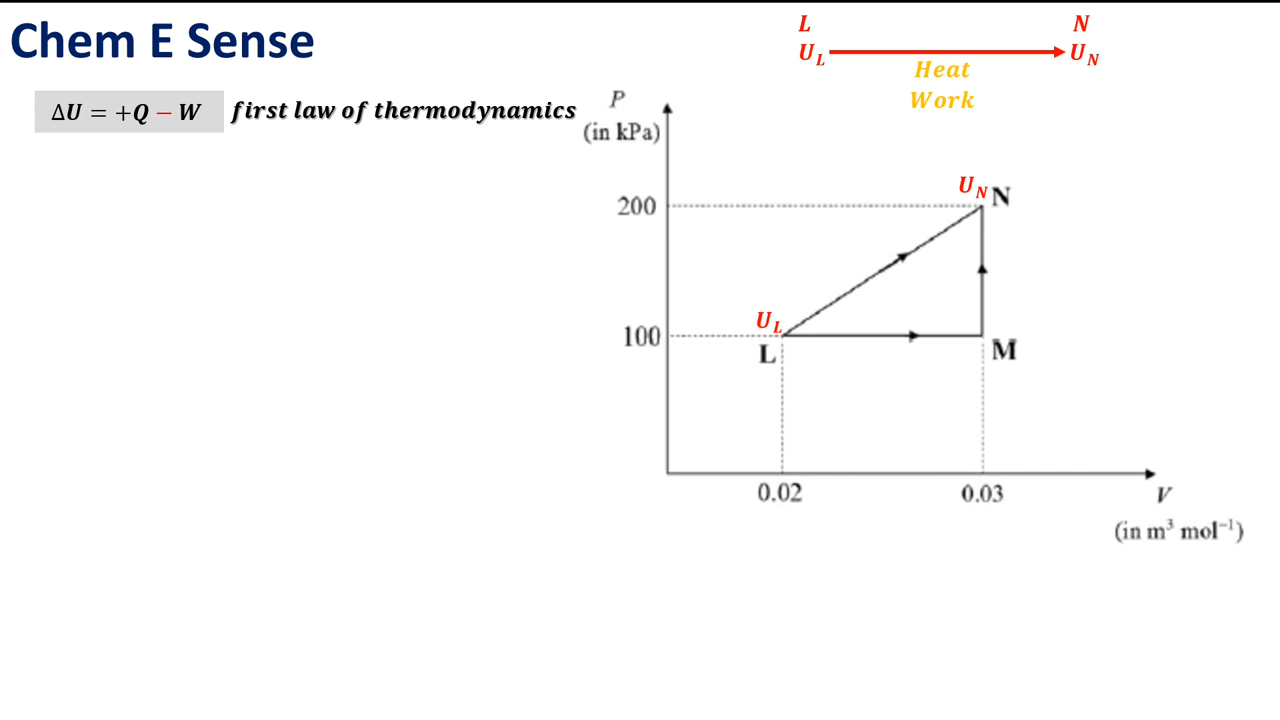 Chem E Sense
ΔU = +Q − W first law of thermodynamics
L N
U_L U_N
Heat
Work
P
(in kPa)
U_N N
200
U_L
100
L M
0.02 0.03 V
(in m³ mol⁻¹)